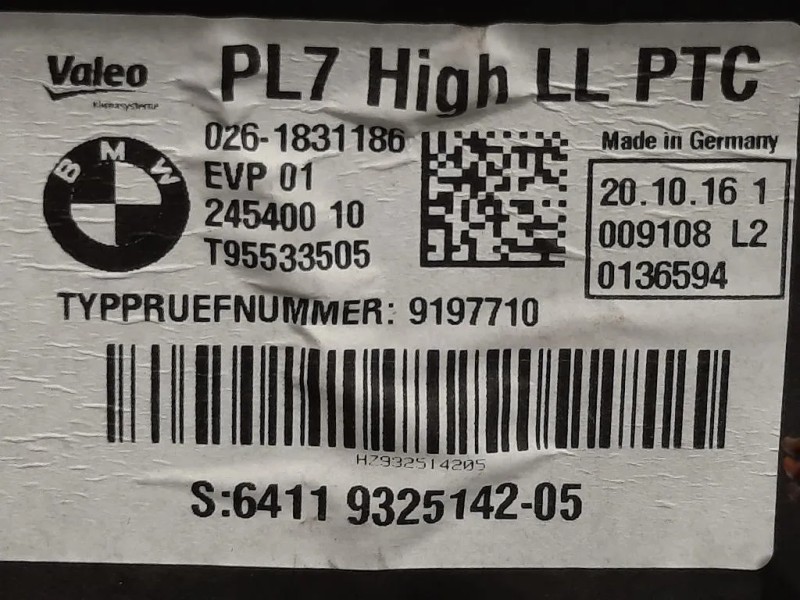 Valeo
Klimasysteme
PL7 High LL PTC
BMW
026-1831186
EVP 01
245400 10
T95533505
Made in Germany
20.10.16 1
009108 L2
0136594
TYPPRUEFNUMMER: 9197710
HZ932514205
S:6411 9325142-05